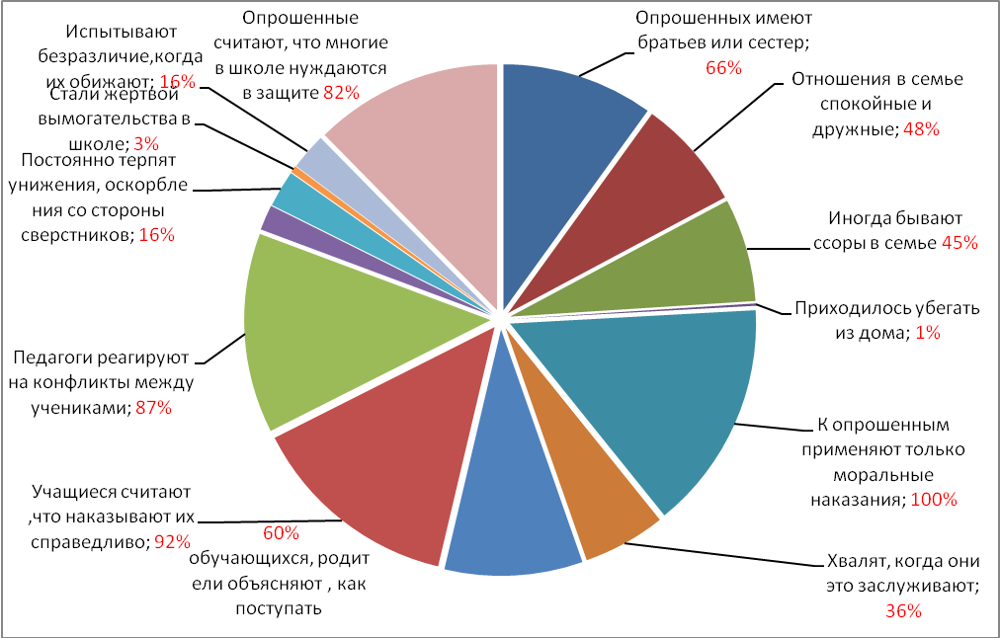 Опрошенных имеют
братьев или сестер;
66%
Отношения в семье
спокойные и
дружные; 48%
Иногда бывают
ссоры в семье 45%
Приходилось убегать
из дома; 1%
К опрошенным
применяют только
моральные
наказания; 100%
Хвалят, когда они
это заслуживают;
36%
60%
обучающихся, родит
ели объясняют , как
поступать
Учащиеся считают
,что наказывают их
справедливо; 92%
Педагоги реагируют
на конфликты между
учениками; 87%
Постоянно терпят
унижения, оскорбле
ния со стороны
сверстников; 16%
Стали жертвой
вымогательства в
школе; 3%
Испытывают
безразличие,когда
их обижают; 16%
Опрошенные
считают, что многие
в школе нуждаются
в защите 82%